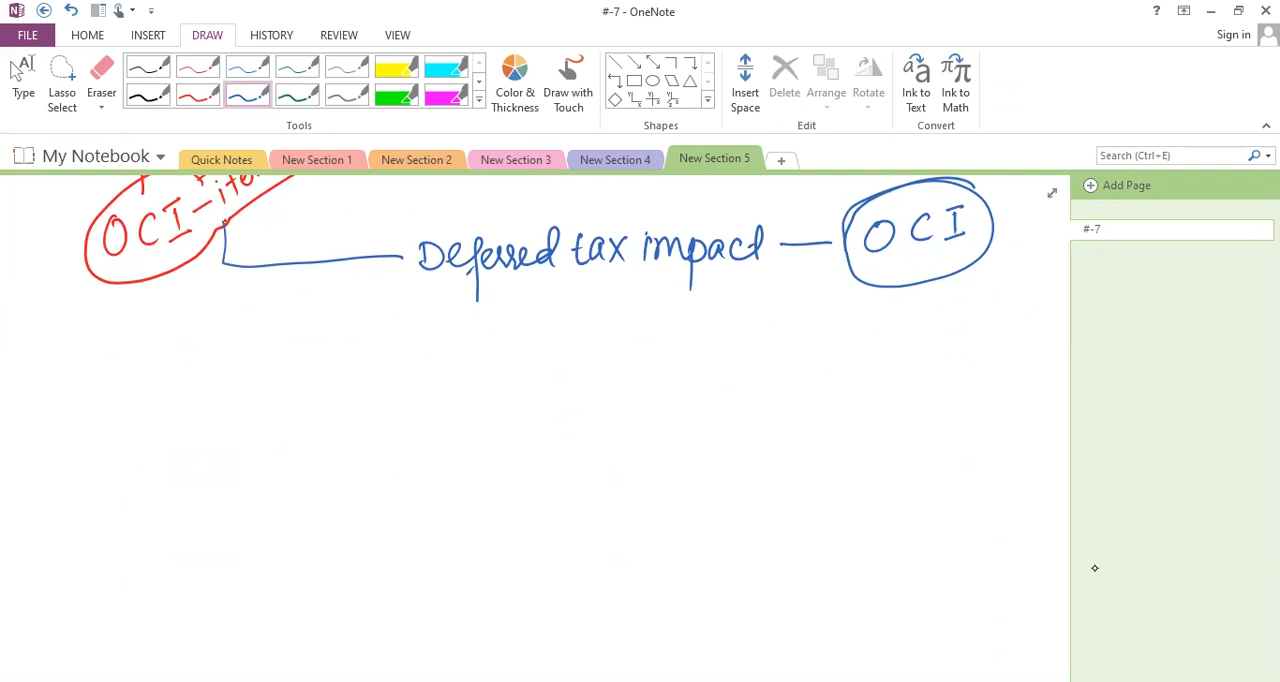 #-7 - OneNote
?
Sign in
FILE
HOME
INSERT
DRAW
HISTORY
REVIEW
VIEW
Type
Lasso
Select
Eraser
Color &
Thickness
Draw with
Touch
Insert
Space
Delete
Arrange
Rotate
Ink to
Text
Ink to
Math
Tools
Shapes
Edit
Convert
My Notebook
Quick Notes
New Section 1
New Section 2
New Section 3
New Section 4
New Section 5
Search (Ctrl+E)
Add Page
#-7
OCI -
Deferred tax impact — OCI